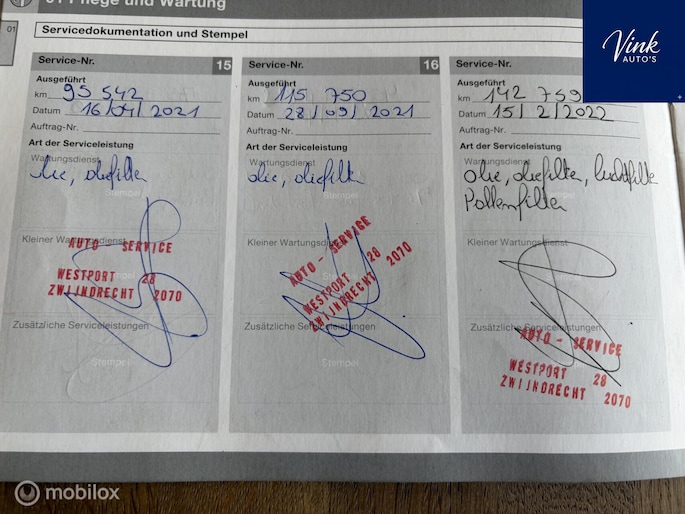 01 Pflege und Wartung
Vink
AUTO'S
01
Servicedokumentation und Stempel
Service-Nr. 15
Ausgeführt
km 95 542
Datum 16/04/2021
Auftrag-Nr.
Art der Serviceleistung
Wartungsdienst
olie, oliefilter
Stempel
Kleiner Wartungsdienst
AUTO - SERVICE
WESTPORT 28
ZWIJNDRECHT 2070
Zusätzliche Serviceleistungen
Stempel
Service-Nr. 16
Ausgeführt
km 115 750
Datum 28/09/2021
Auftrag-Nr.
Art der Serviceleistung
Wartungsdienst
olie, oliefilter
Stempel
Kleiner Wartungsdienst
AUTO - SERVICE
WESTPORT 28
ZWIJNDRECHT 2070
Zusätzliche Serviceleistungen
Stempel
Service-Nr.
Ausgeführt
km 142 759
Datum 15/2/2022
Auftrag-Nr.
Art der Serviceleistung
Wartungsdienst
olie, oliefilter, luchtfilter
Pollenfilter
Kleiner Wartungsdienst
Zusätzliche Serviceleistungen
AUTO - SERVICE
WESTPORT 28
ZWIJNDRECHT 2070
mobilox